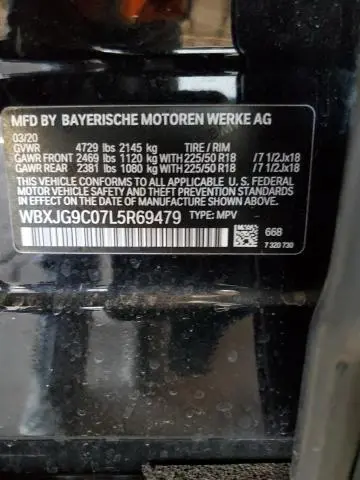 MFD BY BAYERISCHE MOTOREN WERKE AG
03/20
GVWR 4729 lbs 2145 kg TIRE / RIM
GAWR FRONT 2469 lbs 1120 kg WITH 225/50 R18 /7 1/2Jx18
GAWR REAR 2381 lbs 1080 kg WITH 225/50 R18 /7 1/2Jx18
THIS VEHICLE CONFORMS TO ALL APPLICABLE FEDERAL
MOTOR VEHICLE SAFETY, BUMPER, AND THEFT PREVENTION
STANDARDS IN EFFECT ON THE DATE OF MANUFACTURE SHOWN ABOVE.
WBXJG9C07L5R69479 TYPE: MPV
668
7 320 730